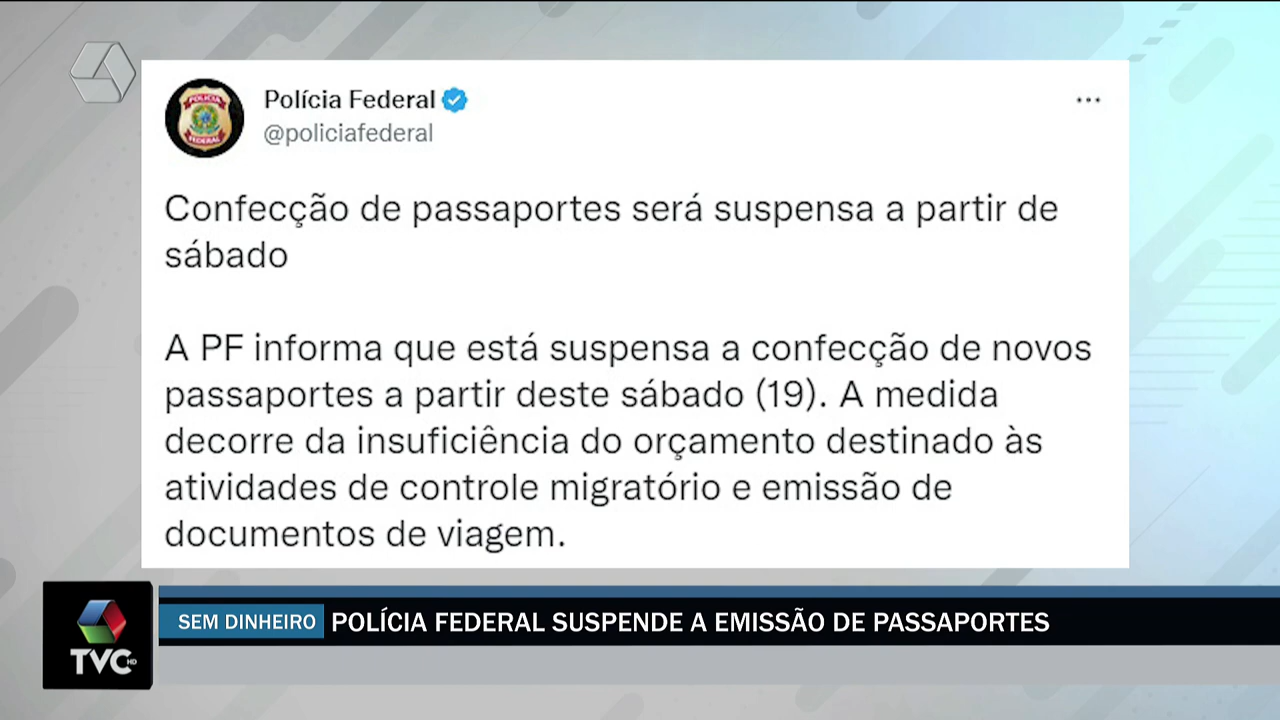 Polícia Federal
@policiafederal
Confecção de passaportes será suspensa a partir de
sábado
A PF informa que está suspensa a confecção de novos
passaportes a partir deste sábado (19). A medida
decorre da insuficiência do orçamento destinado às
atividades de controle migratório e emissão de
documentos de viagem.
SEM DINHEIRO POLÍCIA FEDERAL SUSPENDE A EMISSÃO DE PASSAPORTES
TVC HD